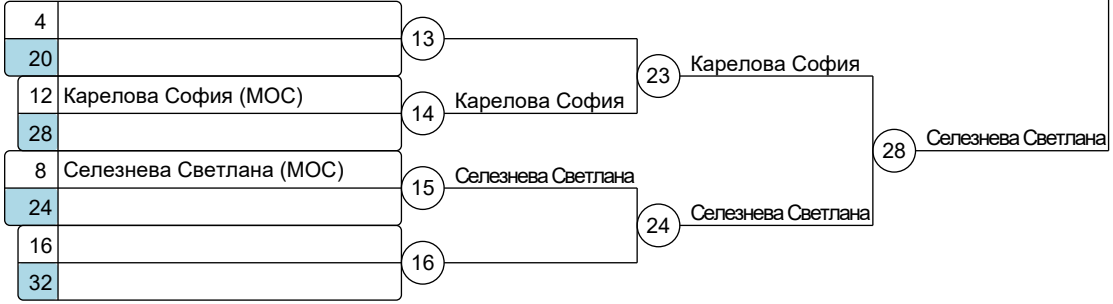 4
20
12 Карелова София (МОС)
28
8 Селезнева Светлана (МОС)
24
16
32
13
14
15
16
Карелова София
Селезнева Светлана
23
24
Карелова София
Селезнева Светлана
28
Селезнева Светлана